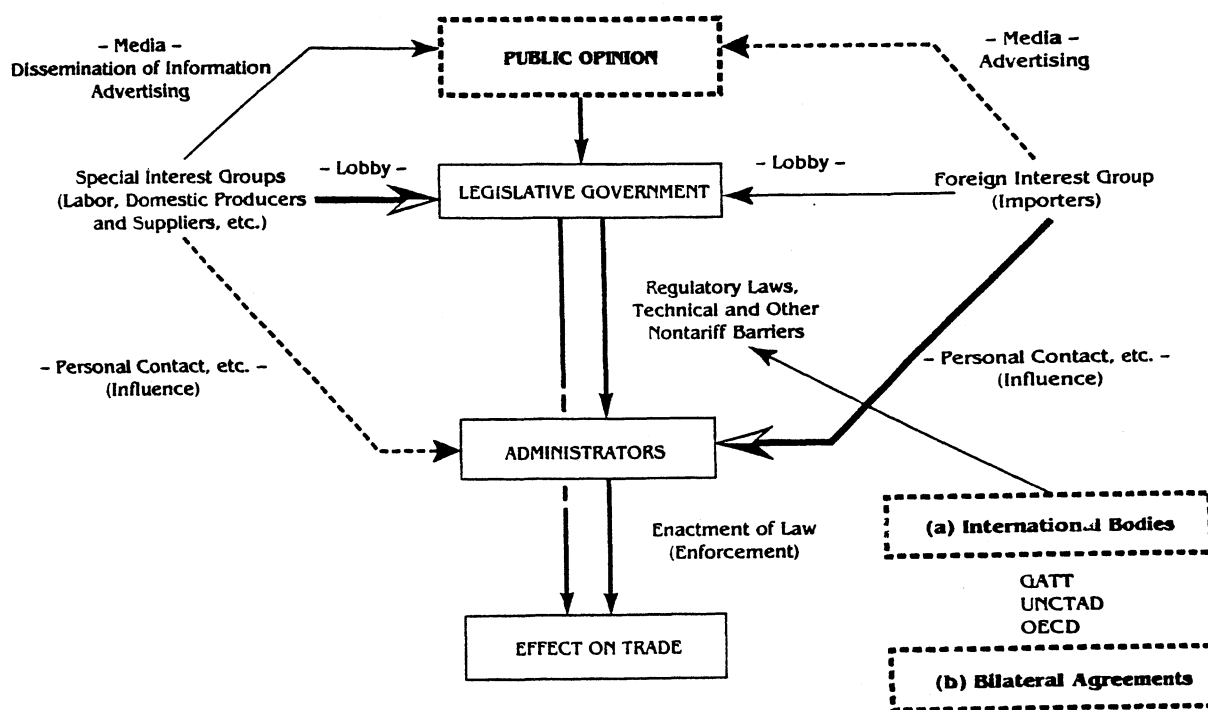 – Media –
Dissemination of Information
Advertising
PUBLIC OPINION
– Media –
Advertising
Special Interest Groups
(Labor, Domestic Producers
and Suppliers, etc.)
– Lobby –
LEGISLATIVE GOVERNMENT
– Lobby –
Foreign Interest Group
(Importers)
Regulatory Laws,
Technical and Other
Nontariff Barriers
– Personal Contact, etc. –
(Influence)
– Personal Contact, etc. –
(Influence)
ADMINISTRATORS
Enactment of Law
(Enforcement)
(a) International Bodies
GATT
UNCTAD
OECD
EFFECT ON TRADE
(b) Bilateral Agreements